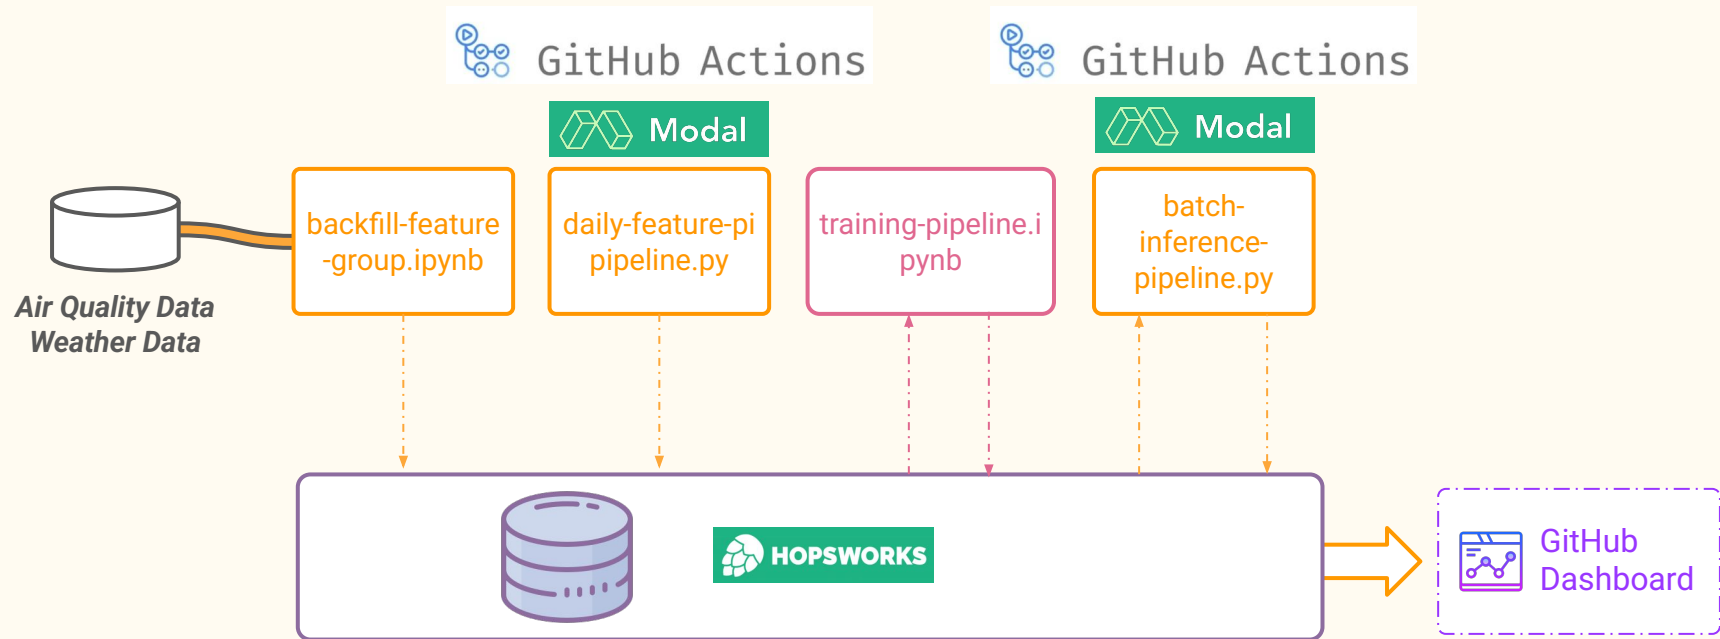 GitHub Actions
GitHub Actions
Modal
Modal
Air Quality Data
Weather Data
backfill-feature
-group.ipynb
daily-feature-pi
pipeline.py
training-pipeline.i
pynb
batch-
inference-
pipeline.py
HOPSWORKS
GitHub
Dashboard